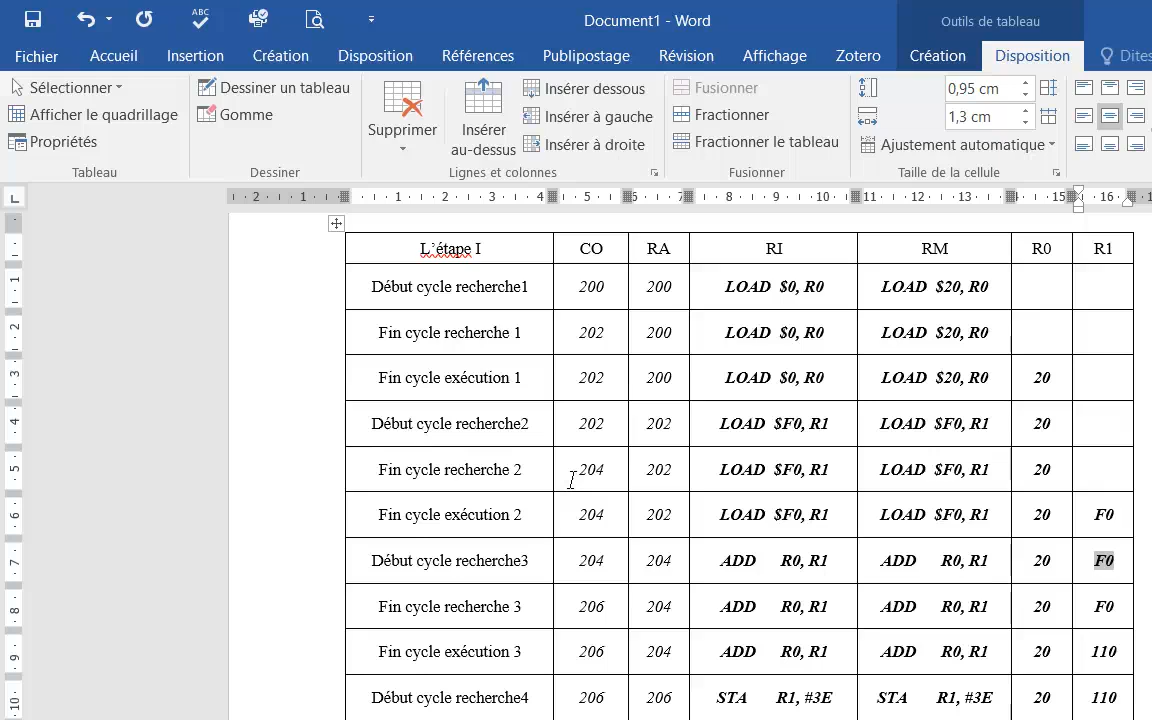 Document1 - Word
Outils de tableau
Fichier Accueil Insertion Création Disposition Références Publipostage Révision Affichage Zotero Création Disposition Dites
Sélectionner
Afficher le quadrillage
Propriétés
Tableau
Dessiner un tableau
Gomme
Dessiner
Supprimer
Insérer au-dessus
Insérer dessous
Insérer à gauche
Insérer à droite
Lignes et colonnes
Fusionner
Fractionner
Fractionner le tableau
Fusionner
0,95 cm
1,3 cm
Ajustement automatique
Taille de la cellule
L'étape I CO RA RI RM R0 R1
Début cycle recherche1 200 200 LOAD $0, R0 LOAD $20, R0
Fin cycle recherche 1 202 200 LOAD $0, R0 LOAD $20, R0
Fin cycle exécution 1 202 200 LOAD $0, R0 LOAD $20, R0 20
Début cycle recherche2 202 202 LOAD $F0, R1 LOAD $F0, R1 20
Fin cycle recherche 2 204 202 LOAD $F0, R1 LOAD $F0, R1 20
Fin cycle exécution 2 204 202 LOAD $F0, R1 LOAD $F0, R1 20 F0
Début cycle recherche3 204 204 ADD R0, R1 ADD R0, R1 20 F0
Fin cycle recherche 3 206 204 ADD R0, R1 ADD R0, R1 20 F0
Fin cycle exécution 3 206 204 ADD R0, R1 ADD R0, R1 20 110
Début cycle recherche4 206 206 STA R1, #3E STA R1, #3E 20 110